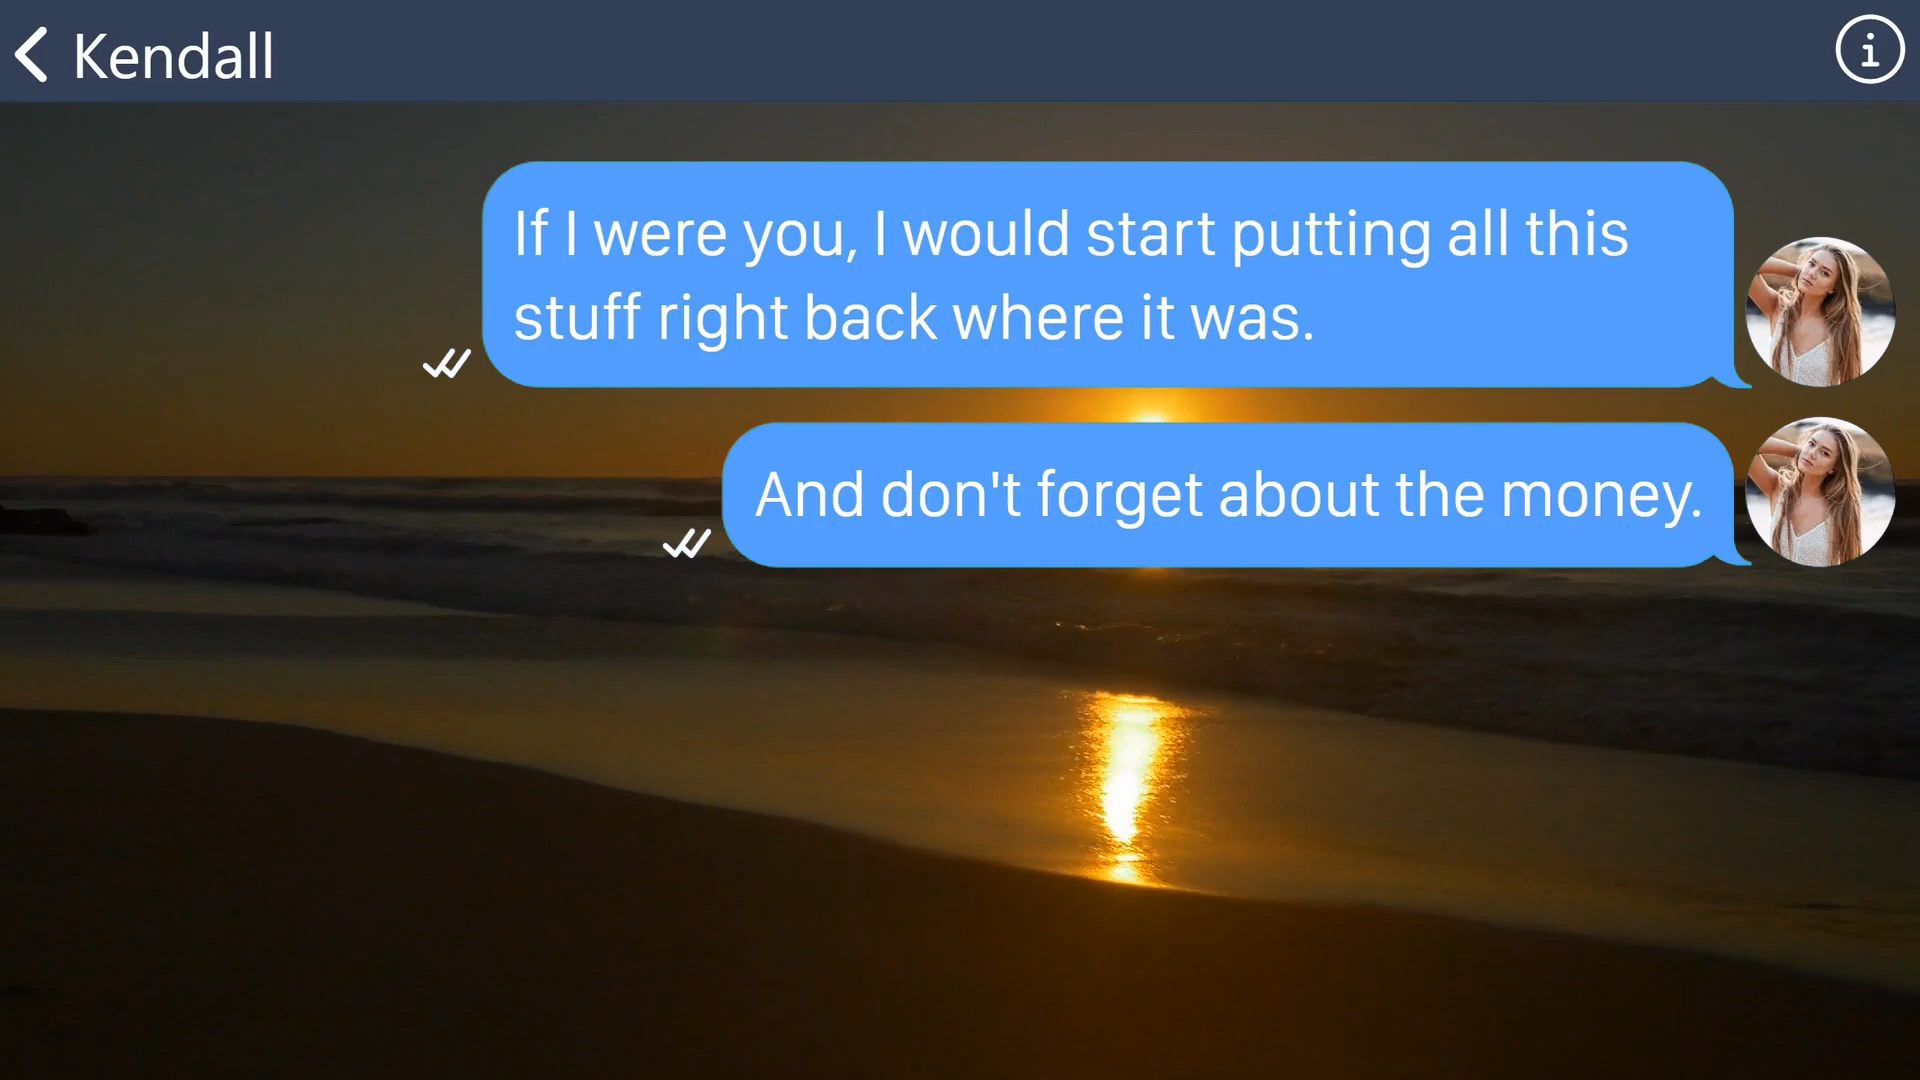 Kendall
If I were you, I would start putting all this
stuff right back where it was.
And don't forget about the money.